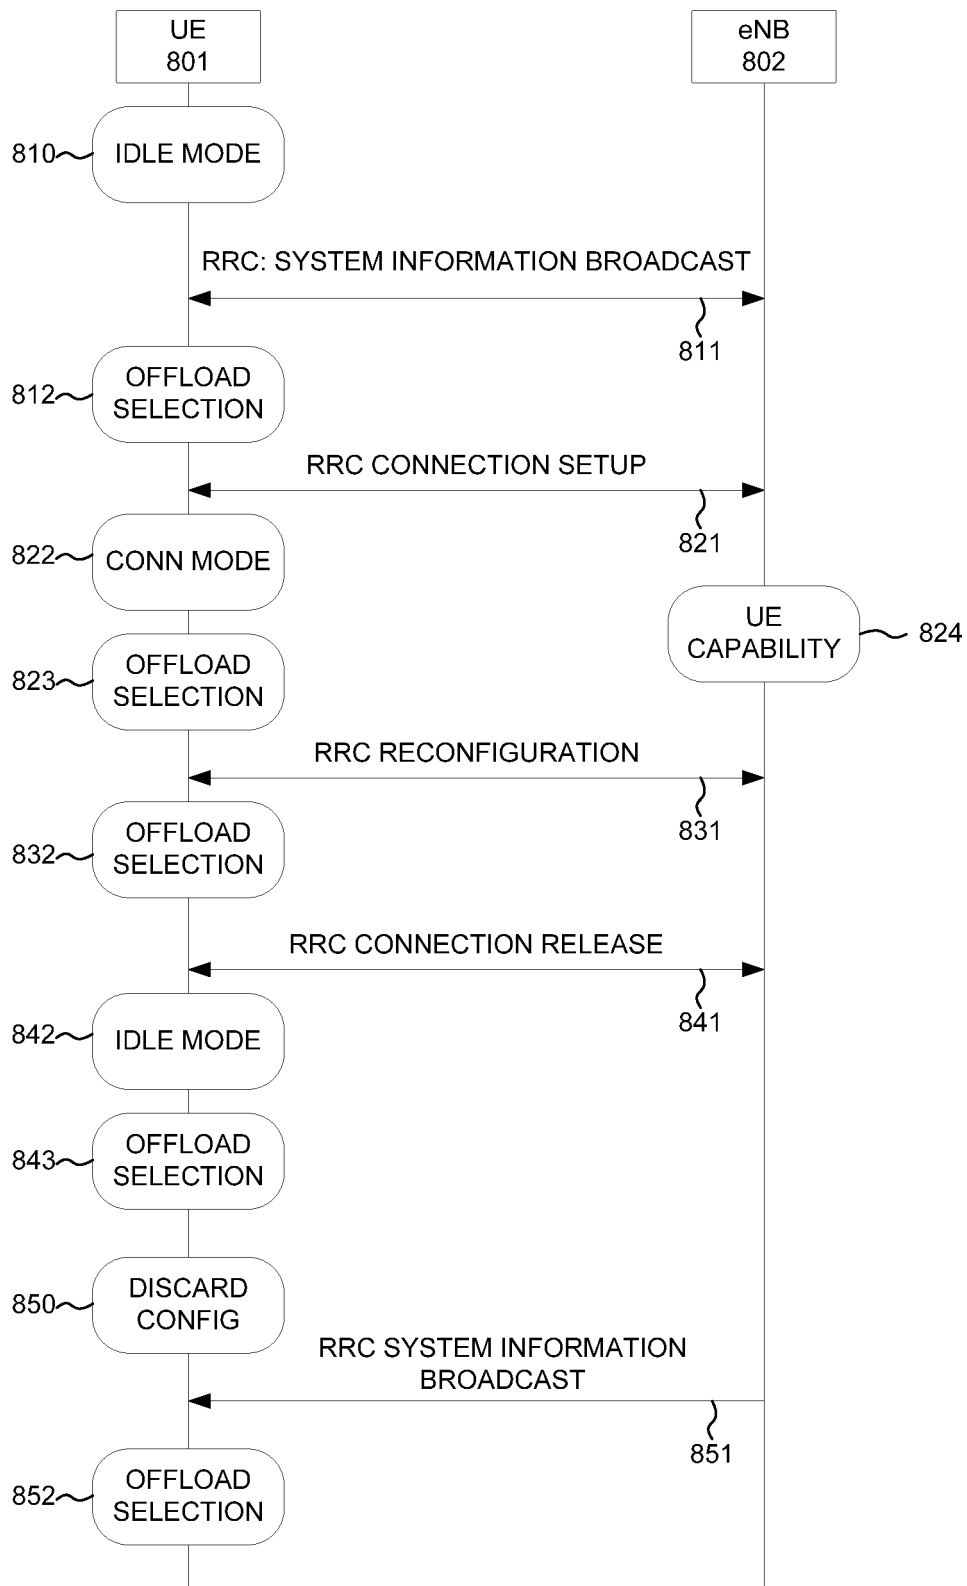 UE
801
eNB
802
810
IDLE MODE
RRC: SYSTEM INFORMATION BROADCAST
811
812
OFFLOAD
SELECTION
RRC CONNECTION SETUP
821
822
CONN MODE
823
OFFLOAD
SELECTION
UE
CAPABILITY
824
RRC RECONFIGURATION
831
832
OFFLOAD
SELECTION
RRC CONNECTION RELEASE
841
842
IDLE MODE
843
OFFLOAD
SELECTION
850
DISCARD
CONFIG
RRC SYSTEM INFORMATION
BROADCAST
851
852
OFFLOAD
SELECTION